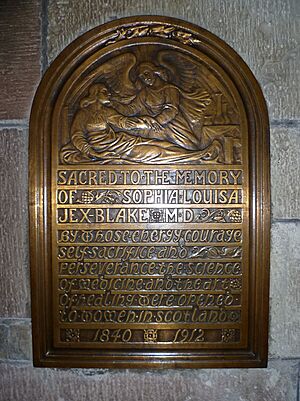 SACRED·TO·THE·MEMORY
OF SOPHIA·LOUISA
JEX-BLAKE M·D·
By·whose·energy·courage
self-sacrifice·and
perseverance·the·science
of·medicine·and·the·art
of·healing·were·opened·
to·women·in·Scotland
1840 1912